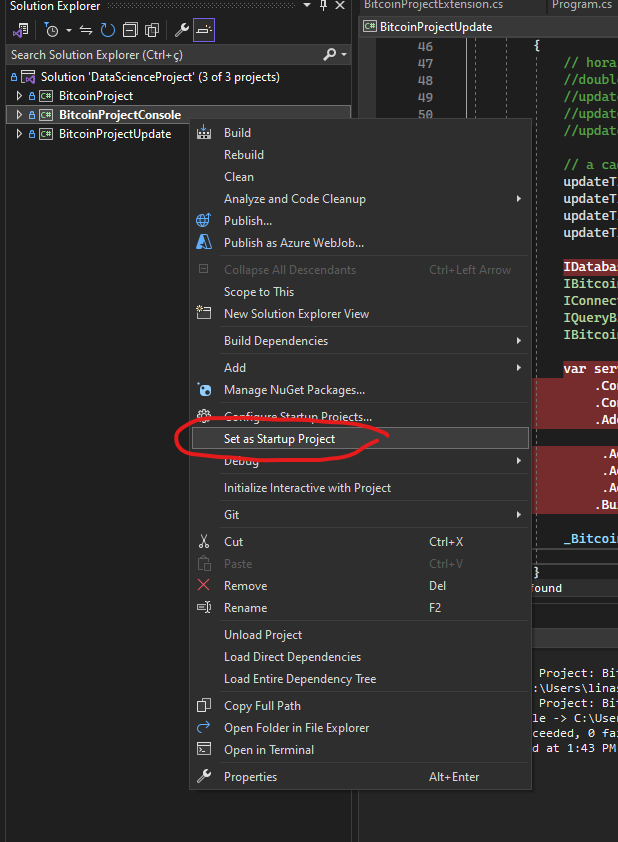 Solution Explorer
BitcoinProjectExtension.cs
Program.cs
BitcoinProjectUpdate
Search Solution Explorer (Ctrl+ç)
Solution 'DataScienceProject' (3 of 3 projects)
BitcoinProject
BitcoinProjectConsole
BitcoinProjectUpdate
46 {
47 // hora
48 //double
49 //updat
50 //updat
//updat
// a ca
updateT
updateT
updateT
updateT
IDataba
IBitcoi
IConnec
IQueryB
IBitcoi
var ser
.Co
.Co
.Ad
.A
.A
.A
.Bu
_Bitcoi
}
Build
Rebuild
Clean
Analyze and Code Cleanup
Publish...
Publish as Azure WebJob...
Collapse All Descendants Ctrl+Left Arrow
Scope to This
New Solution Explorer View
Build Dependencies
Add
Manage NuGet Packages...
Configure Startup Projects...
Set as Startup Project
Debug
Initialize Interactive with Project
Git
Cut Ctrl+X
Paste Ctrl+V
Remove Del
Rename F2
Unload Project
Load Direct Dependencies
Load Entire Dependency Tree
Copy Full Path
Open Folder in File Explorer
Open in Terminal
Properties Alt+Enter
found
Project: Bi
:\Users\lina
Project: Bi
le -> C:\Use
ceeded, 0 fa
d at 1:43 PM